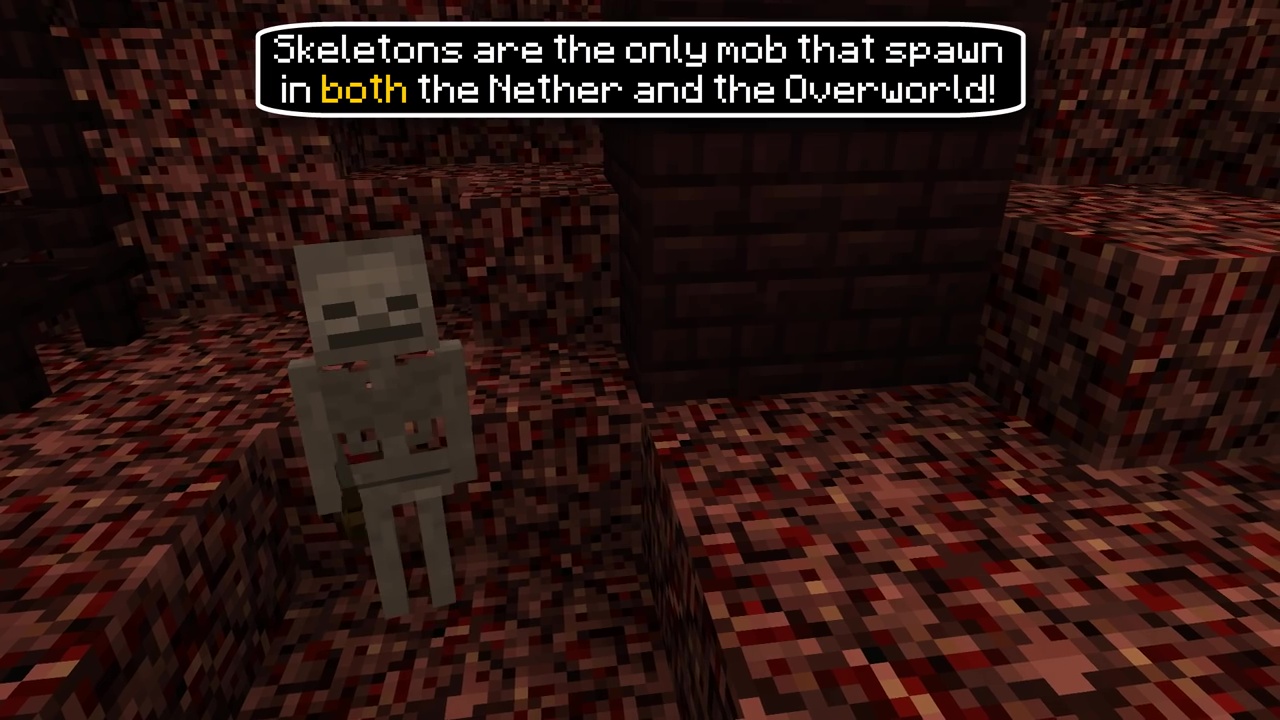 Skeletons are the only mob that spawn
in both the Nether and the Overworld!